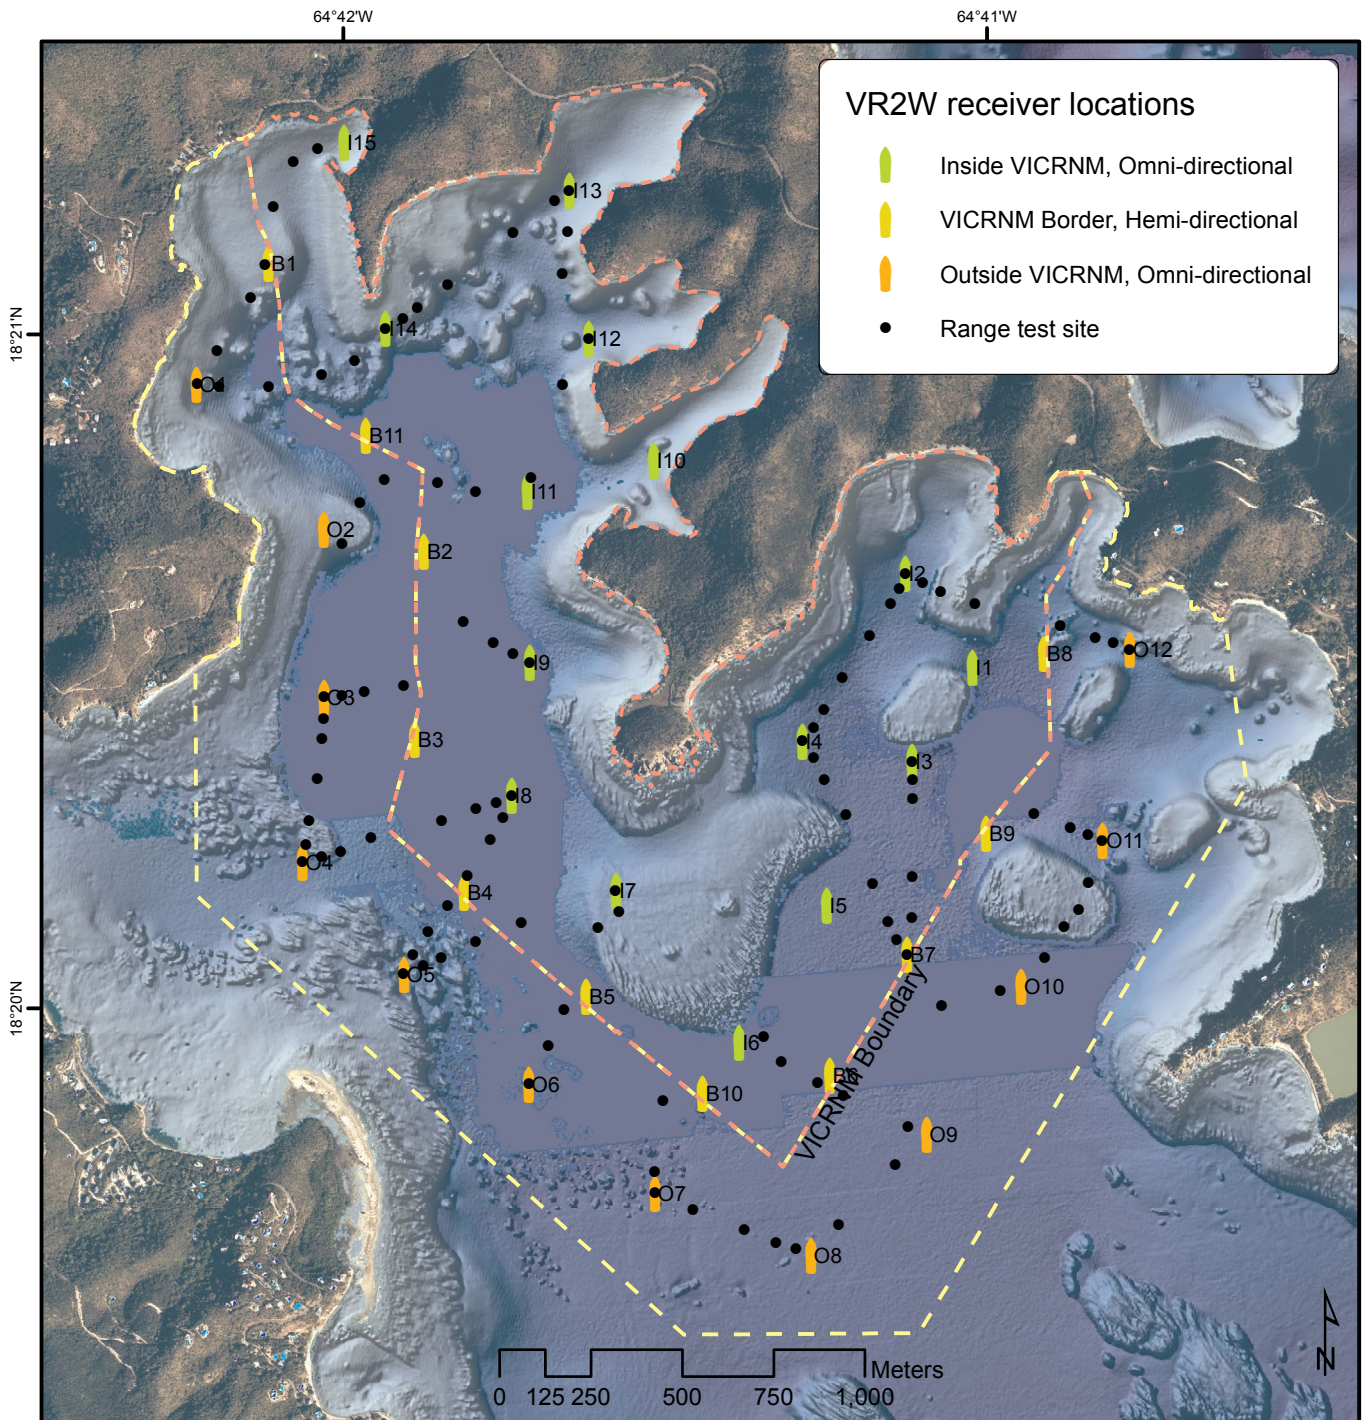 64°42'W
64°41'W
VR2W receiver locations
Inside VICRNM, Omni-directional
VICRNM Border, Hemi-directional
Outside VICRNM, Omni-directional
Range test site
I15
I13
B1
18°21'N
I14
I12
O1
B11
I10
I11
O2
B2
I2
I9
I1
B8
O12
O3
B3
I4
I3
I8
B9
O11
O4
B4
I7
I5
B7
O5
O10
B5
18°20'N
I6
B6
O6
B10
VICRNM Boundary
O9
O7
O8
Meters
0 125 250 500 750 1,000
N